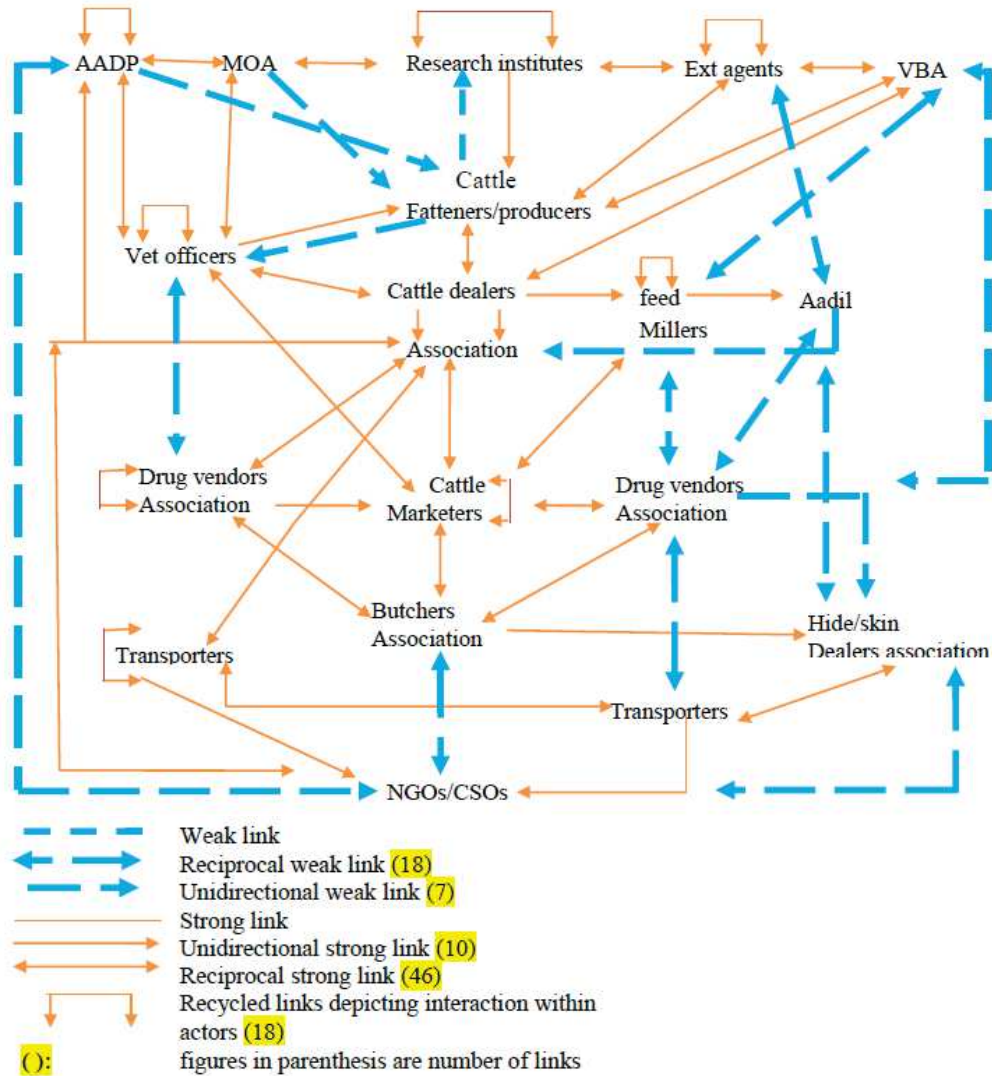 AADP MOA Research institutes Ext agents VBA
Cattle
Fatteners/producers
Vet officers
Cattle dealers feed Aadil
Millers
Association
Drug vendors Cattle Drug vendors
Association Marketers Association
Butchers Hide/skin
Association Dealers association
Transporters
Transporters
NGOs/CSOs
Weak link
Reciprocal weak link (18)
Unidirectional weak link (7)
Strong link
Unidirectional strong link (10)
Reciprocal strong link (46)
Recycled links depicting interaction within
actors (18)
( ): figures in parenthesis are number of links